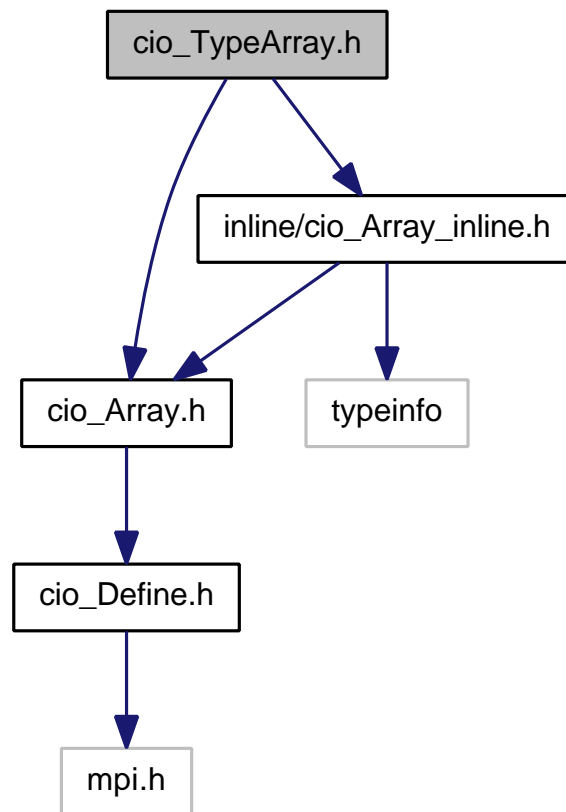 cio_TypeArray.h
inline/cio_Array_inline.h
cio_Array.h
typeinfo
cio_Define.h
mpi.h